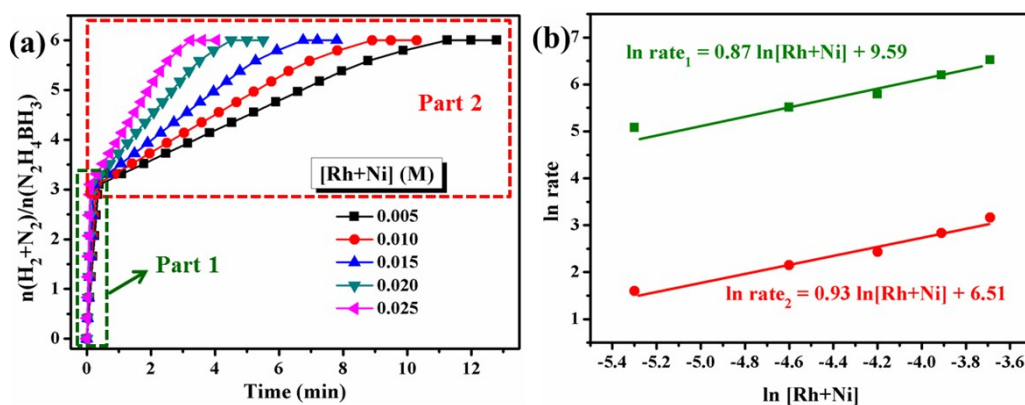 (a)
n(H₂+N₂)/n(N₂H₄BH₃)
6
5
4
3
2
1
0
Part 2
Part 1
[Rh+Ni] (M)
0.005
0.010
0.015
0.020
0.025
0 2 4 6 8 10 12
Time (min)
(b)
ln rate
7
6
5
4
3
2
1
ln rate₁ = 0.87 ln[Rh+Ni] + 9.59
ln rate₂ = 0.93 ln[Rh+Ni] + 6.51
-5.4 -5.2 -5.0 -4.8 -4.6 -4.4 -4.2 -4.0 -3.8 -3.6
ln [Rh+Ni]